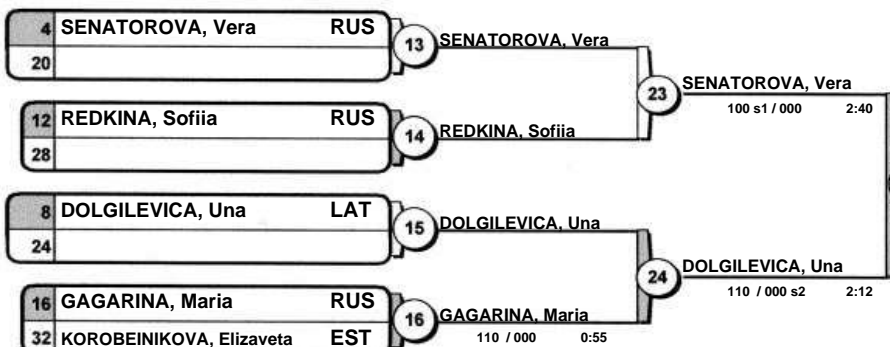 4 SENATOROVA, Vera RUS
20
13
SENATOROVA, Vera
12 REDKINA, Sofiia RUS
28
14
REDKINA, Sofiia
23
SENATOROVA, Vera
100 s1 / 000 2:40
8 DOLGILEVICA, Una LAT
24
15
DOLGILEVICA, Una
16 GAGARINA, Maria RUS
32 KOROBEINIKOVA, Elizaveta EST
16
GAGARINA, Maria
110 / 000 0:55
24
DOLGILEVICA, Una
110 / 000 s2 2:12